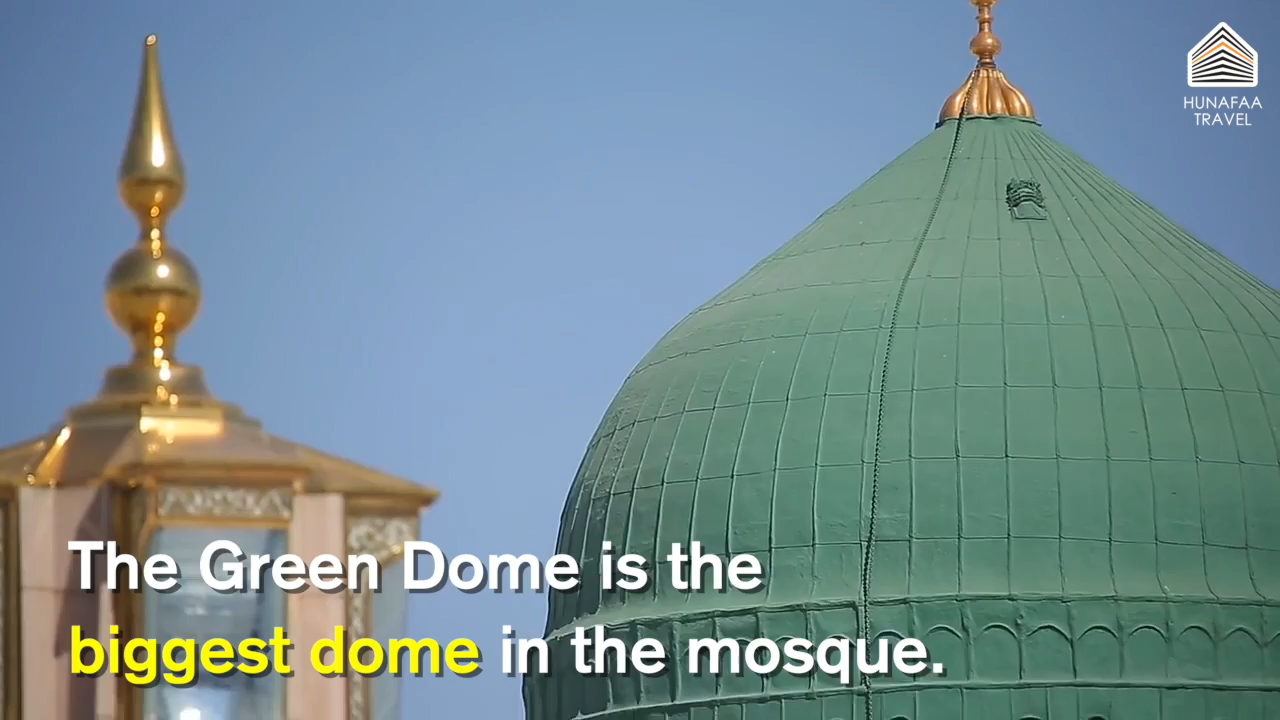 HUNAFAA
TRAVEL
The Green Dome is the
biggest dome in the mosque.